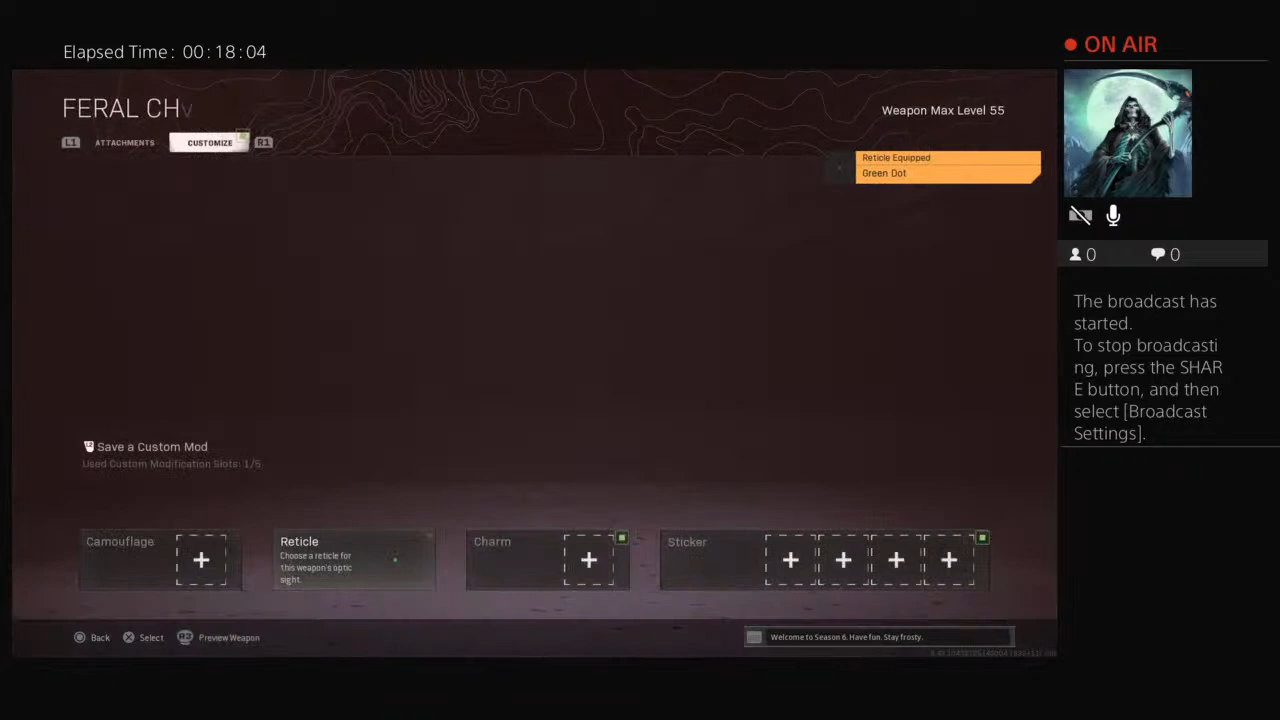 Elapsed Time: 00:18:04
ON AIR
FERAL CHV
Weapon Max Level 55
L1 ATTACHMENTS CUSTOMIZE R1
Reticle Equipped
Green Dot
0 0
The broadcast has
started.
To stop broadcasti
ng, press the SHAR
E button, and then
select [Broadcast
Settings].
Save a Custom Mod
Used Custom Modification Slots: 1/5
Camouflage
Reticle
Choose a reticle for
this weapon's optic
sight.
Charm
Sticker
Back Select Preview Weapon
Welcome to Season 6. Have fun. Stay frosty.